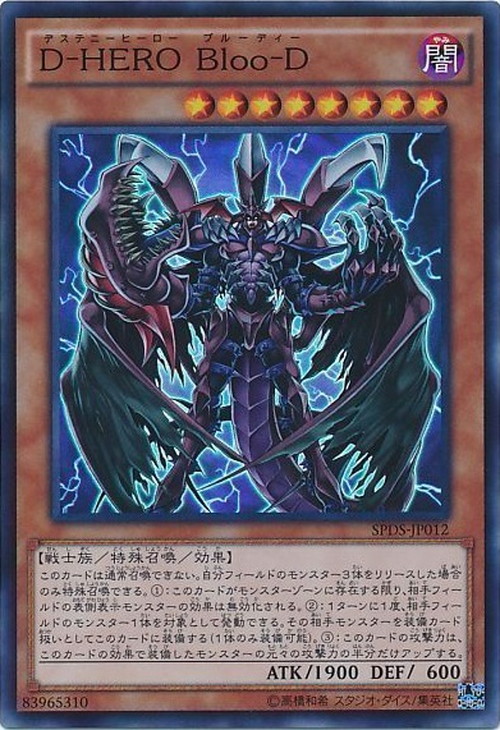 デステニーヒーロー ブルーディー
D-HERO Bloo-D
やみ
闇
SPDS-JP012
【戦士族/特殊召喚/効果】
このカードは通常召喚できない。自分フィールドのモンスター3体をリリースした場合
のみ特殊召喚できる。①:このカードがモンスターゾーンに存在する限り、相手フィー
ルドの表側表示モンスターの効果は無効化される。②:1ターンに1度、相手フィ
ールドのモンスター1体を対象として発動できる。その相手モンスターを装備カード
扱いとしてこのカードに装備する(1体のみ装備可能)。③:このカードの攻撃力は、
このカードの効果で装備したモンスターの元々の攻撃力の半分だけアップする。
ATK/1900 DEF/ 600
83965310
©高橋和希 スタジオ・ダイス/集英社